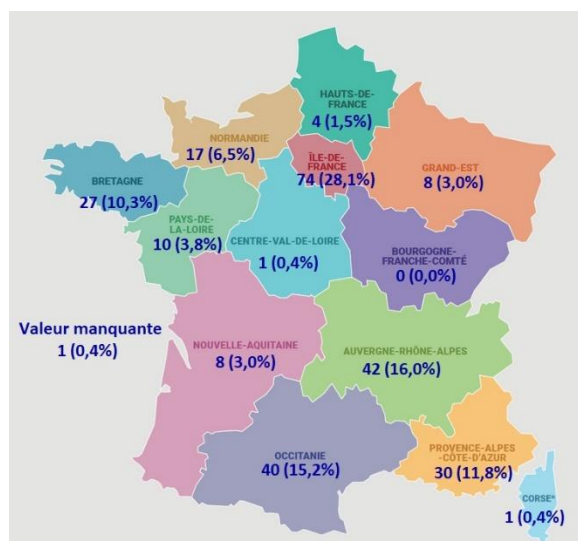 HAUTS-DE-
FRANCE
4 (1,5%)
NORMANDIE
17 (6,5%)
ÎLE-DE-
FRANCE
74 (28,1%)
GRAND-EST
8 (3,0%)
BRETAGNE
27 (10,3%)
PAYS-DE-
LA-LOIRE
10 (3,8%)
CENTRE-VAL-DE-LOIRE
1 (0,4%)
BOURGOGNE-
FRANCHE-COMTÉ
0 (0,0%)
Valeur manquante
1 (0,4%)
NOUVELLE-AQUITAINE
8 (3,0%)
AUVERGNE-RHÔNE-ALPES
42 (16,0%)
OCCITANIE
40 (15,2%)
PROVENCE-ALPES
-CÔTE-D'AZUR
30 (11,8%)
CORSE*
1 (0,4%)